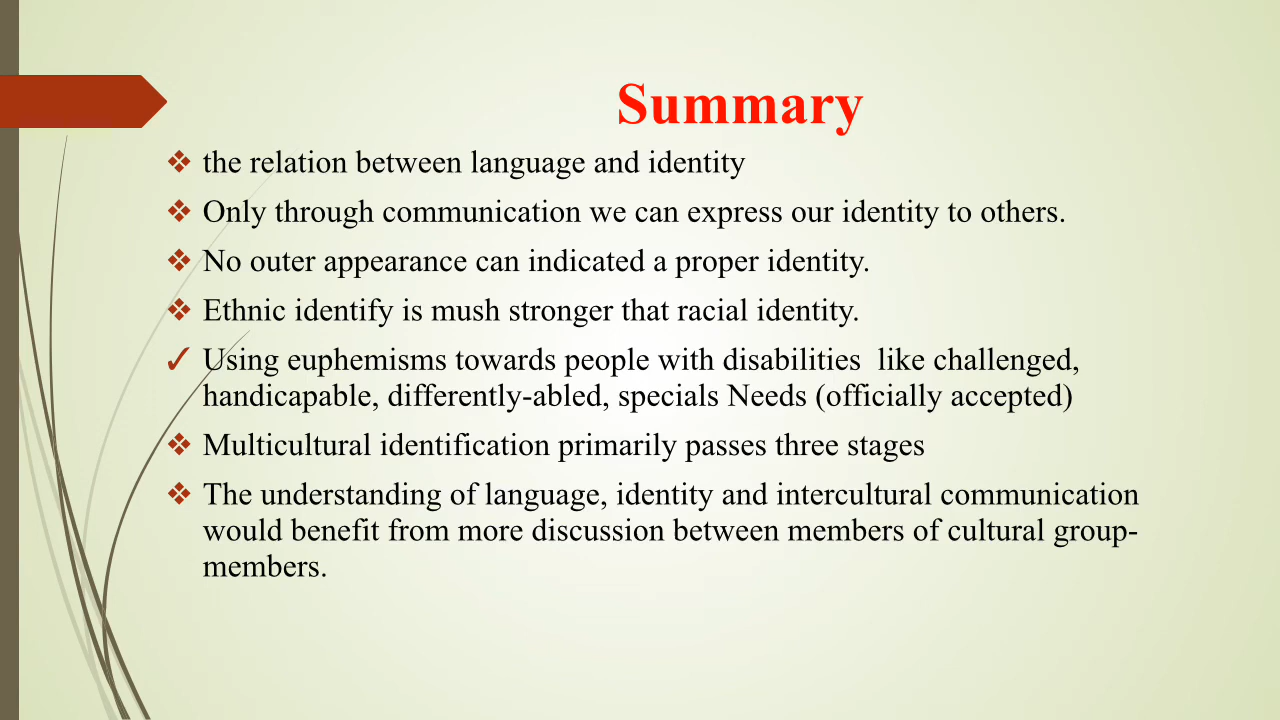 Summary
❖ the relation between language and identity
❖ Only through communication we can express our identity to others.
❖ No outer appearance can indicated a proper identity.
❖ Ethnic identify is mush stronger that racial identity.
✓ Using euphemisms towards people with disabilities  like challenged,
handicapable, differently-abled, specials Needs (officially accepted)
❖ Multicultural identification primarily passes three stages
❖ The understanding of language, identity and intercultural communication
would benefit from more discussion between members of cultural group-
members.